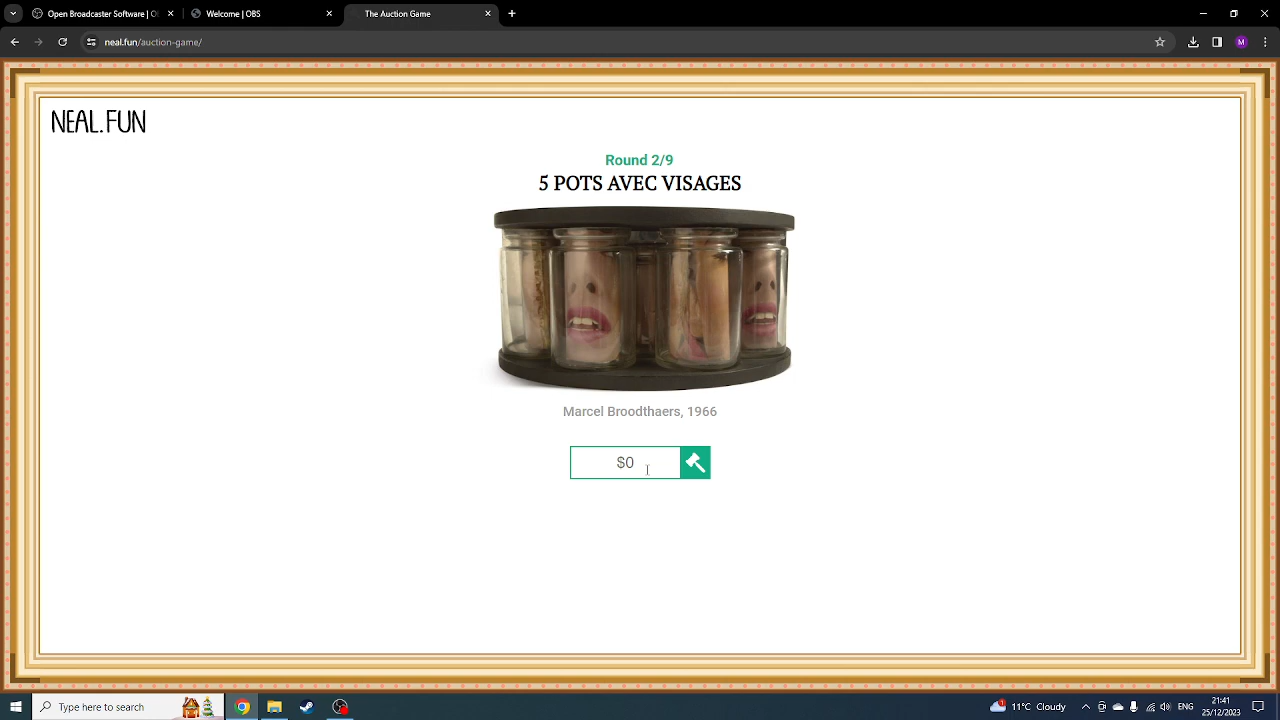 Open Broadcaster Software | O
Welcome | OBS
The Auction Game
neal.fun/auction-game/
M
NEAL.FUN
Round 2/9
5 POTS AVEC VISAGES
Marcel Broodthaers, 1966
$0
Type here to search
11°C Cloudy
ENG
21:41
25/12/2023